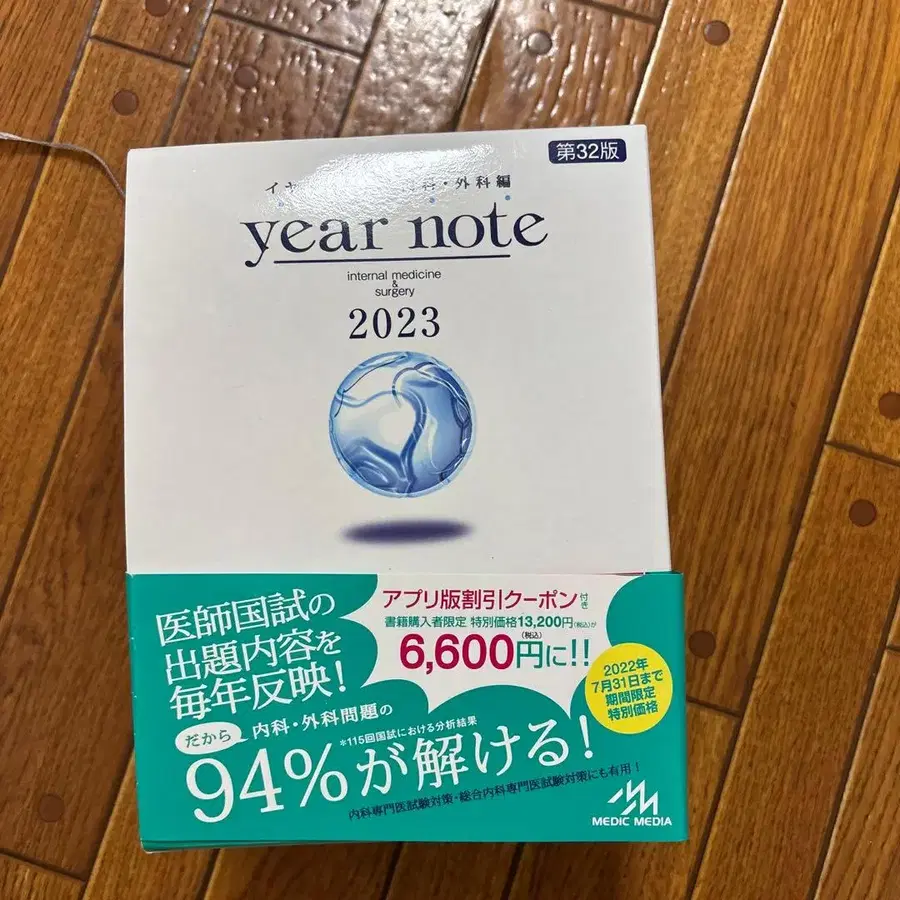 第32版
・外科編
year note
internal medicine
&
surgery
2023
医師国試の
出題内容を
毎年反映!
アプリ版割引クーポン付き
書籍購入者限定 特別価格13,200円(税込)が
6,600円(税込)に!!
2022年
7月31日まで
期間限定
特別価格
だから 内科・外科問題の
*115回国試における分析結果
94%が解ける!
内科専門医試験対策・総合内科専門医試験対策にも有用!
MEDIC MEDIA